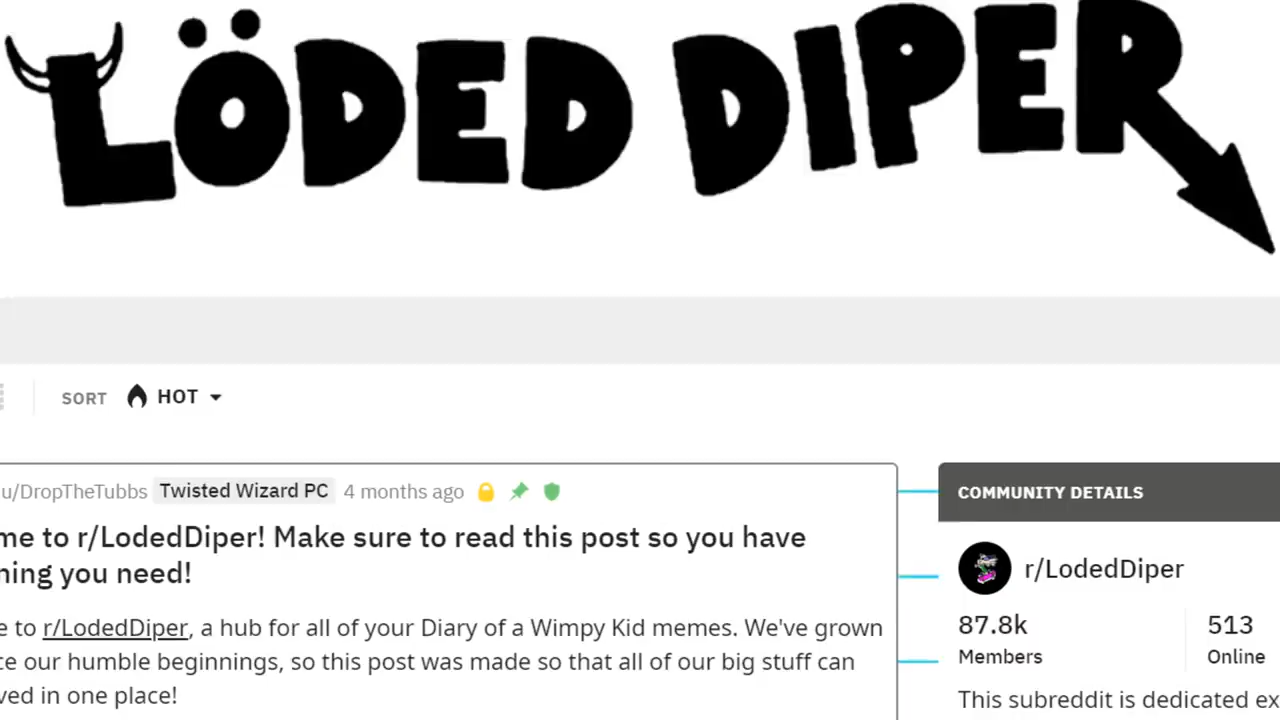 LÖDED DIPER
SORT HOT
u/DropTheTubbs Twisted Wizard PC 4 months ago
me to r/LodedDiper! Make sure to read this post so you have
ning you need!
e to r/LodedDiper, a hub for all of your Diary of a Wimpy Kid memes. We've grown
ce our humble beginnings, so this post was made so that all of our big stuff can
ved in one place!
COMMUNITY DETAILS
r/LodedDiper
87.8k 513
Members Online
This subreddit is dedicated ex